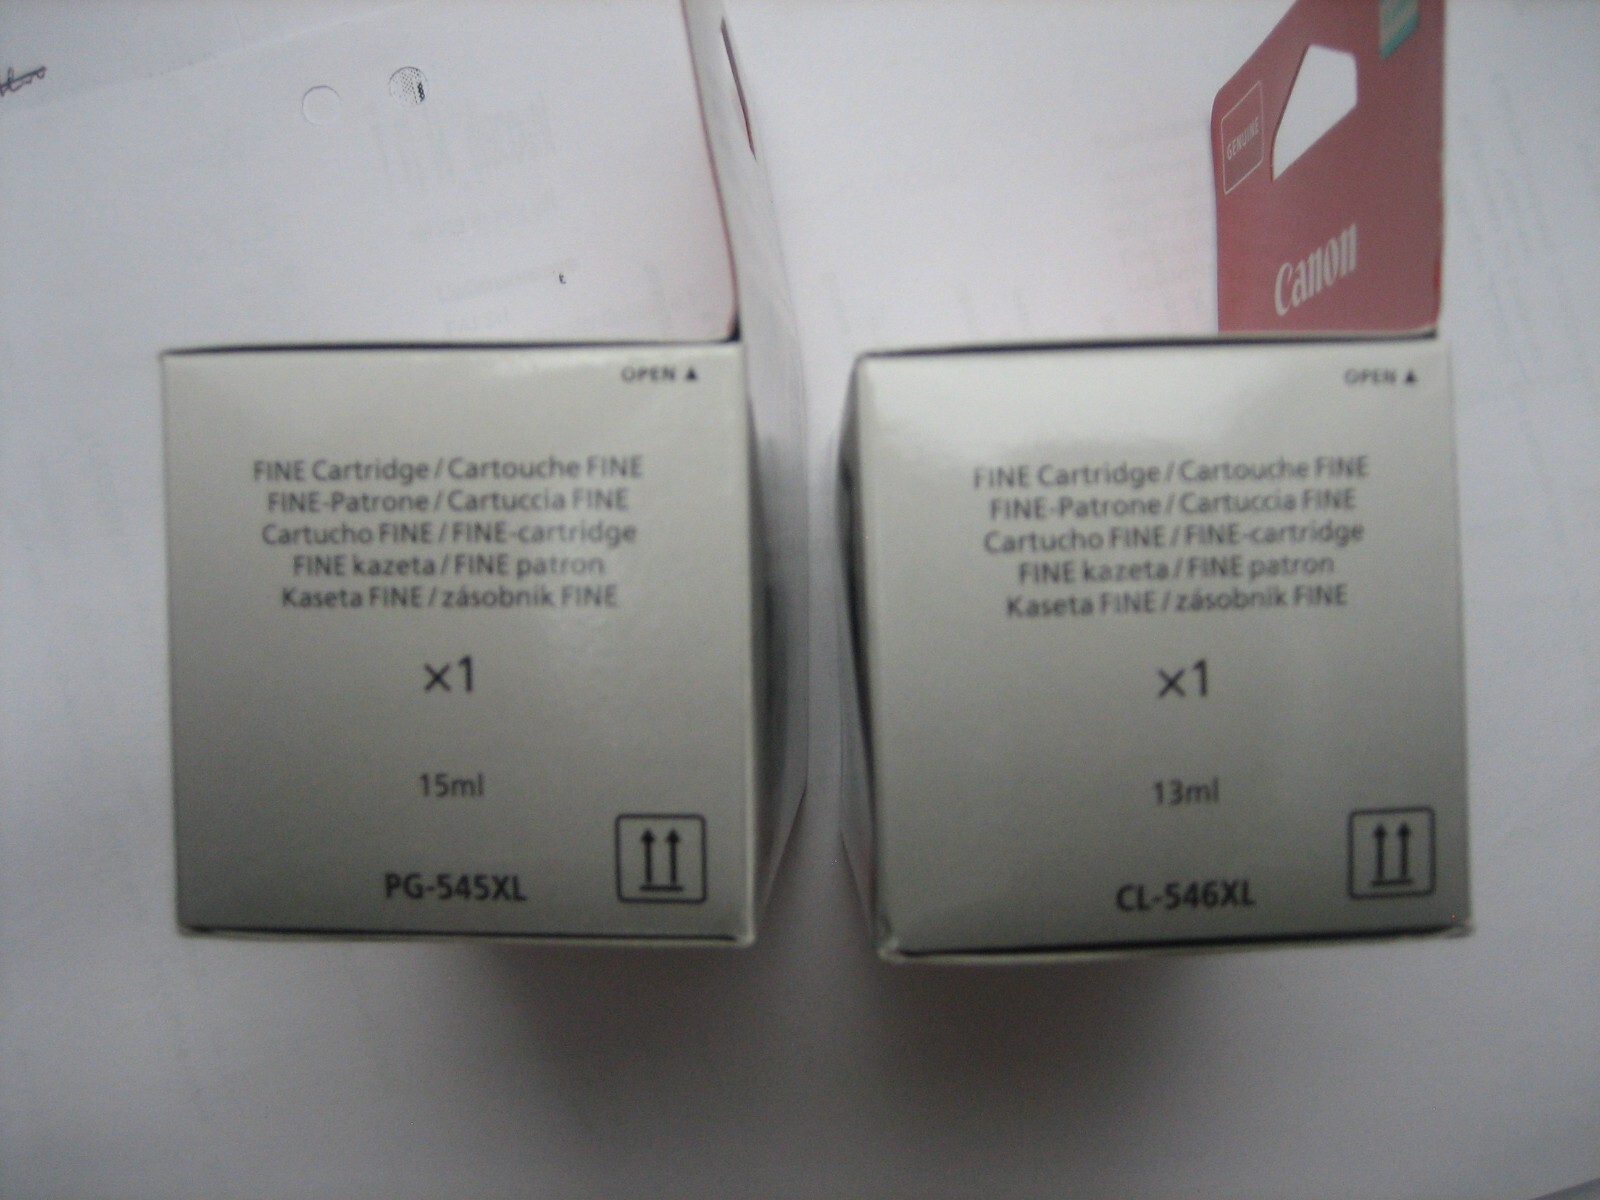 GENUINE
Canon
OPEN ▲
FINE Cartridge / Cartouche FINE
FINE-Patrone / Cartuccia FINE
Cartucho FINE / FINE-cartridge
FINE kazeta / FINE patron
Kaseta FINE / zásobník FINE
x1
15ml
PG-545XL
OPEN ▲
FINE Cartridge / Cartouche FINE
FINE-Patrone / Cartuccia FINE
Cartucho FINE / FINE-cartridge
FINE kazeta / FINE patron
Kaseta FINE / zásobník FINE
x1
13ml
CL-546XL